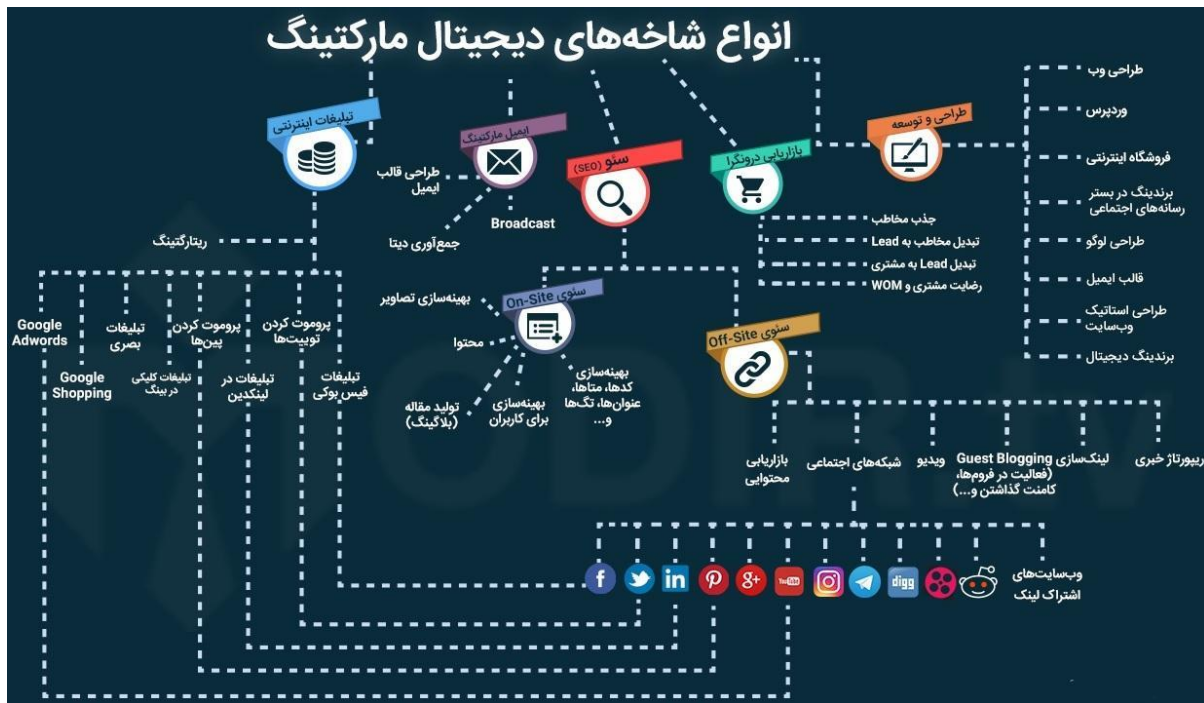 انواع شاخه‌های دیجیتال مارکتینگ
طراحی و توسعه
طراحی وب
وردپرس
فروشگاه اینترنتی
برندینگ در بستر
رسانه‌های اجتماعی
طراحی لوگو
قالب ایمیل
طراحی استاتیک
وب‌سایت
برندینگ دیجیتال
بازاریابی درونگرا
جذب مخاطب
تبدیل مخاطب به Lead
تبدیل Lead به مشتری
رضایت مشتری و WOM
سئو (SEO)
ایمیل مارکتینگ
طراحی قالب
ایمیل
جمع‌آوری دیتا
Broadcast
تبلیغات اینترنتی
ریتارگتینگ
Google
Adwords
Google
Shopping
تبلیغات
بصری
تبلیغات کلیکی
در بینگ
پروموت کردن
پین‌ها
تبلیغات در
لینکدین
پروموت کردن
توییت‌ها
تبلیغات
فیس بوکی
سئوی On-Site
بهینه‌سازی تصاویر
محتوا
تولید مقاله
(بلاگینگ)
بهینه‌سازی
برای کاربران
بهینه‌سازی
کدها، متاها،
عنوان‌ها، تگ‌ها
و...
سئوی Off-Site
ریپورتاژ خبری
لینک‌سازی
Guest Blogging
(فعالیت در فروم‌ها،
کامنت گذاشتن و...)
ویدیو
شبکه‌های اجتماعی
بازاریابی
محتوایی
وب‌سایت‌های
اشتراک لینک
digg
YouTube
MODIR.tv